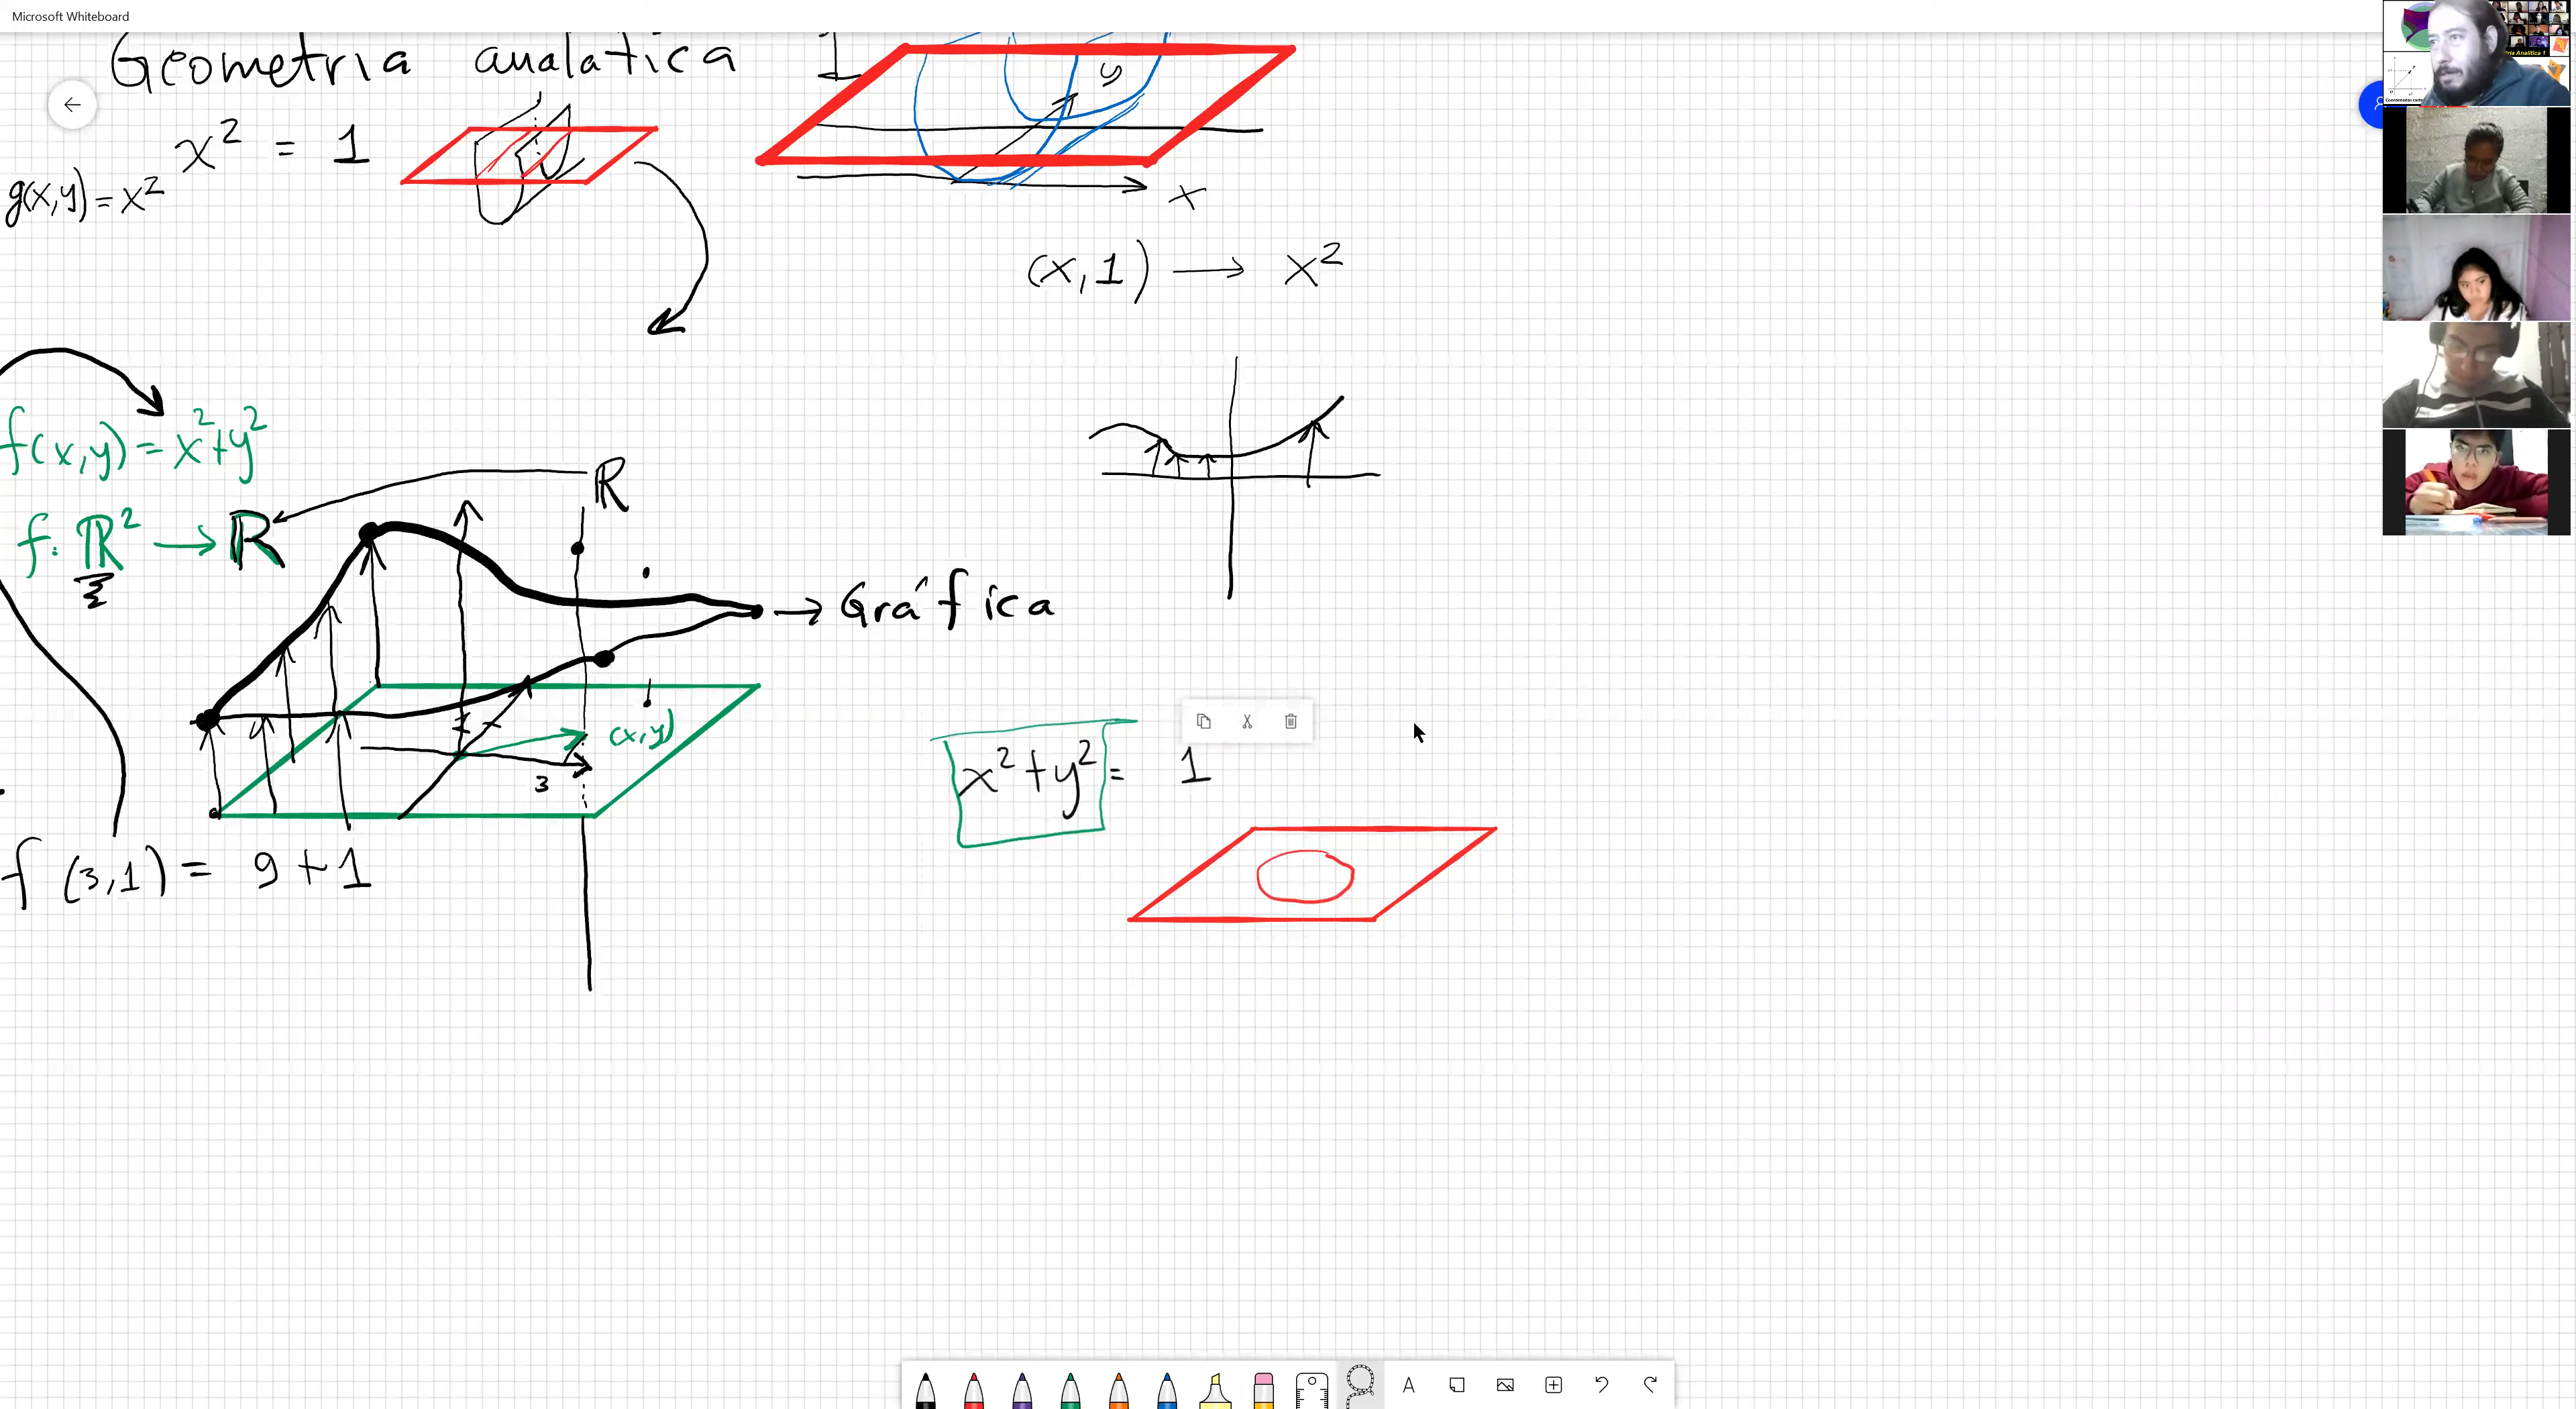 Microsoft Whiteboard
Geometria analatica 1
x² = 1
g(x,y) = x²
y
x
(x, 1) → x²
f(x,y) = x²+y²
f: ℝ² → ℝ
ℝ
→ Gráfica
(x,y)
3
x² + y² = 1
f (3,1) = 9 + 1
A